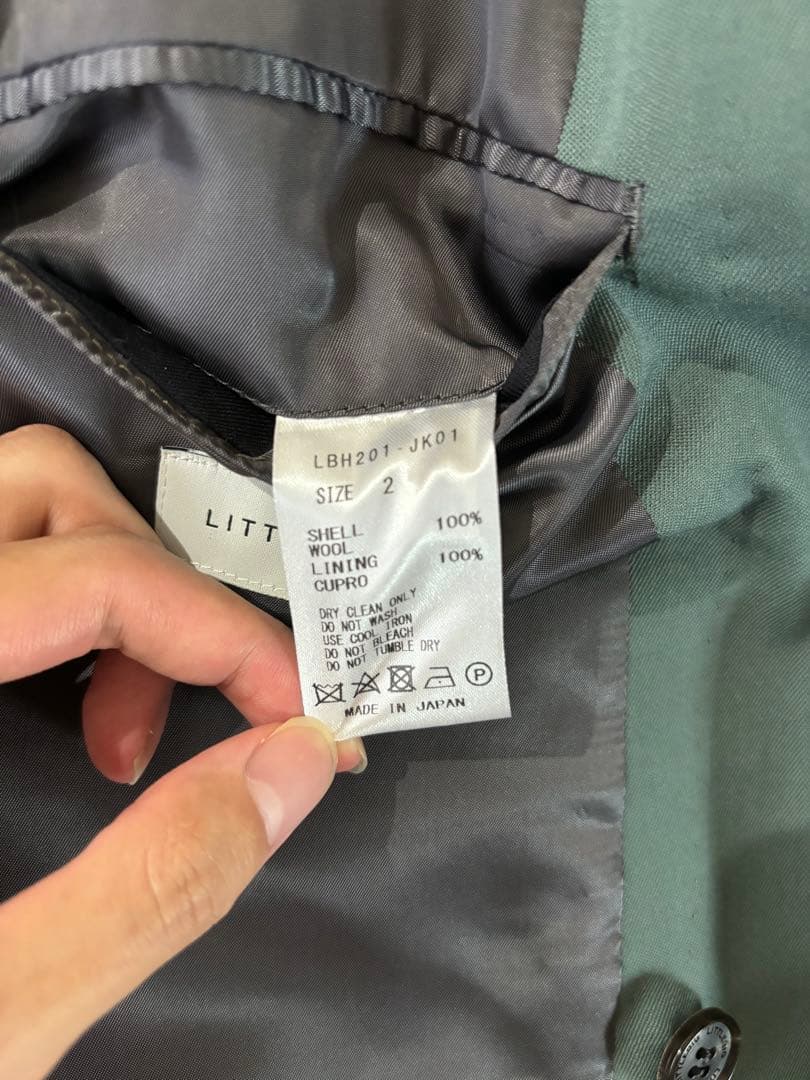 LBH201-JK01
SIZE 2
SHELL 100%
WOOL
LINING 100%
CUPRO
DRY CLEAN ONLY
DO NOT WASH
USE COOL IRON
DO NOT BLEACH
DO NOT TUMBLE DRY
P
MADE IN JAPAN
LITT